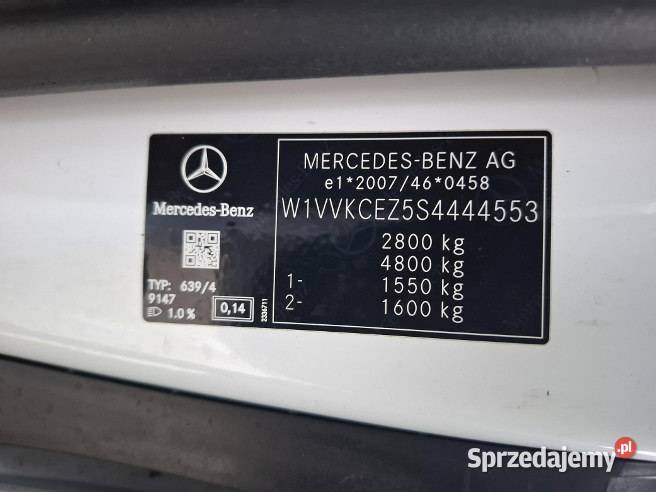 Mercedes-Benz
TYP: 639/4
9147
1.0 %
0,14
2336711
MERCEDES-BENZ AG
e1*2007/46*0458
W1VVKCEZ5S4444553
2800 kg
4800 kg
1- 1550 kg
2- 1600 kg
Sprzedajemy.pl